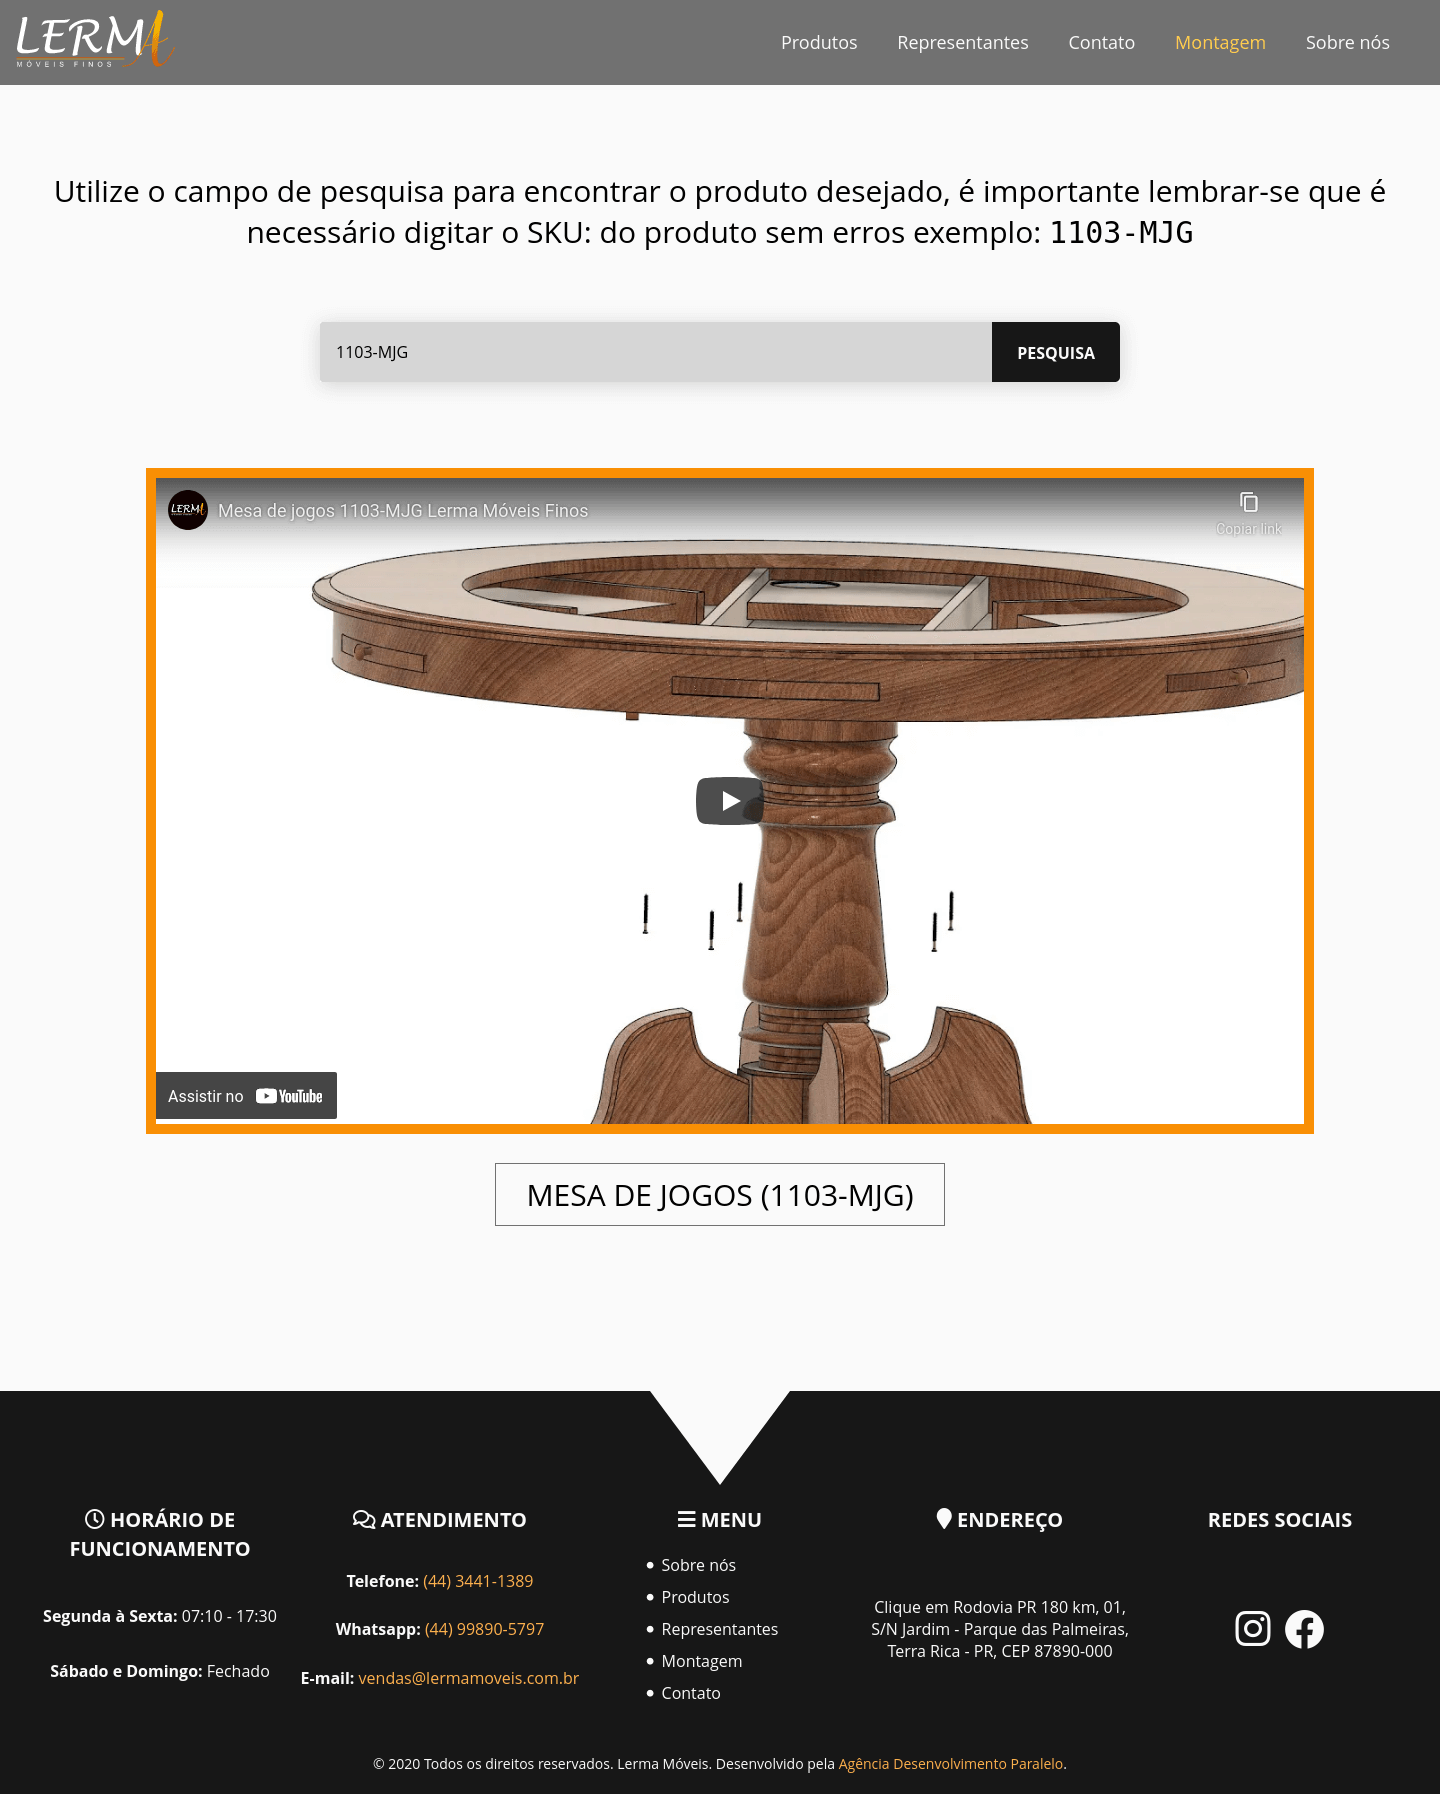 LERMA
MÓVEIS FINOS
Produtos
Representantes
Contato
Montagem
Sobre nós
Utilize o campo de pesquisa para encontrar o produto desejado, é importante lembrar-se que é
necessário digitar o SKU: do produto sem erros exemplo: 1103-MJG
1103-MJG
PESQUISA
LERMA
Mesa de jogos 1103-MJG Lerma Móveis Finos
Copiar link
Assistir no YouTube
MESA DE JOGOS (1103-MJG)
HORÁRIO DE
FUNCIONAMENTO
Segunda à Sexta: 07:10 - 17:30
Sábado e Domingo: Fechado
ATENDIMENTO
Telefone: (44) 3441-1389
Whatsapp: (44) 99890-5797
E-mail: vendas@lermamoveis.com.br
MENU
Sobre nós
Produtos
Representantes
Montagem
Contato
ENDEREÇO
Clique em Rodovia PR 180 km, 01,
S/N Jardim - Parque das Palmeiras,
Terra Rica - PR, CEP 87890-000
REDES SOCIAIS
© 2020 Todos os direitos reservados. Lerma Móveis. Desenvolvido pela Agência Desenvolvimento Paralelo.